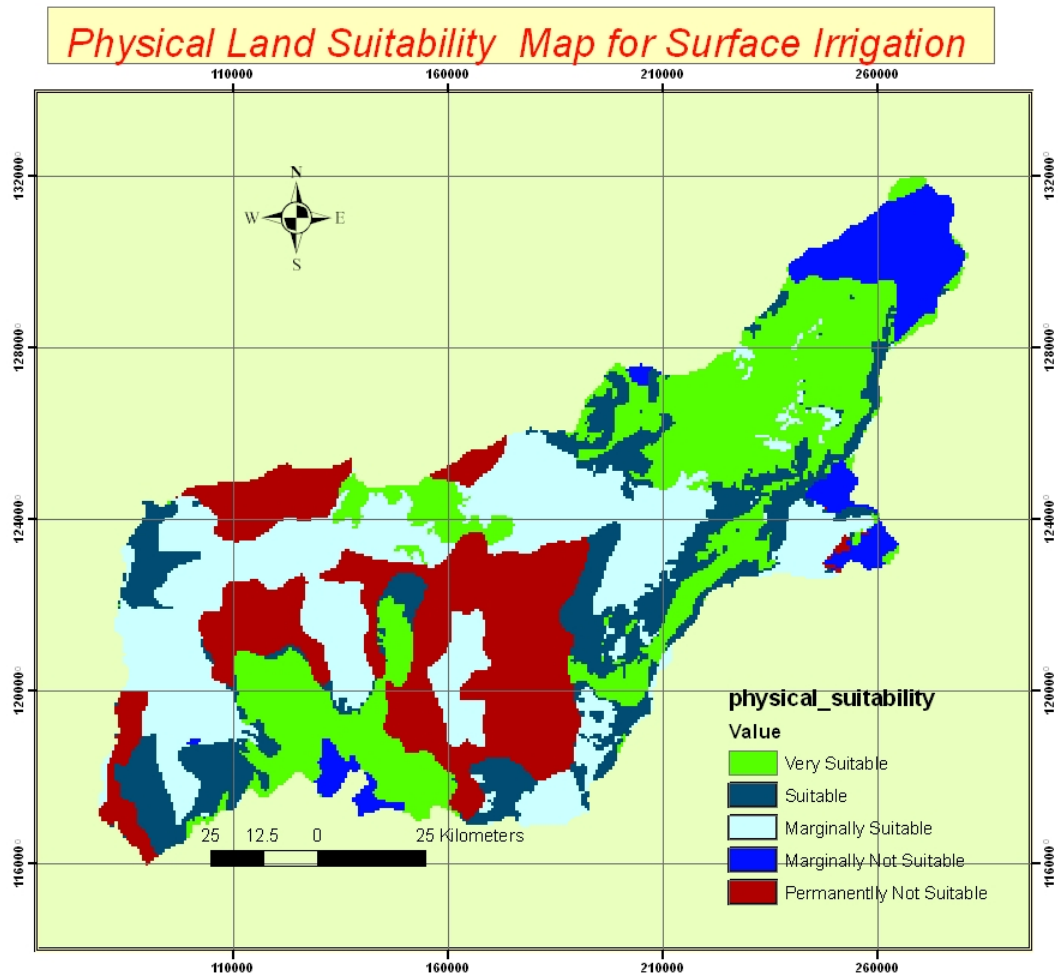 Physical Land Suitability Map for Surface Irrigation
110000 160000 210000 260000
1320000 1320000
N
W E
S
1280000 1280000
1240000 1240000
1200000 1200000
physical_suitability
Value
Very Suitable
Suitable
Marginally Suitable
Marginally Not Suitable
Permanentlly Not Suitable
25 12.5 0 25 Kilometers
1160000 1160000
110000 160000 210000 260000